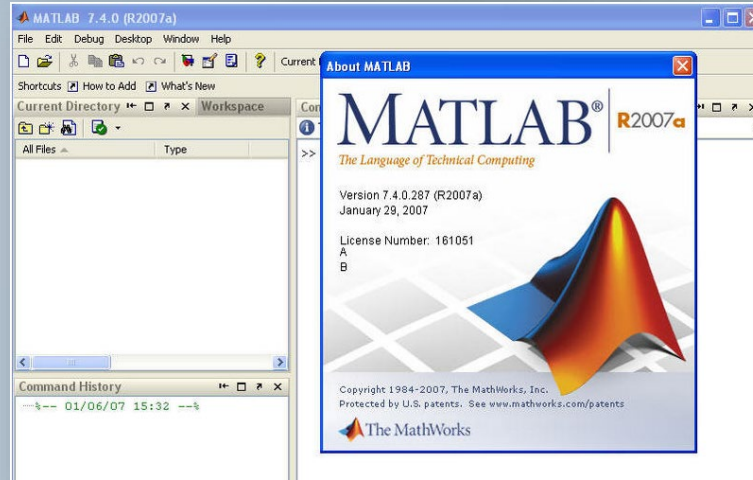 MATLAB 7.4.0 (R2007a)
File Edit Debug Desktop Window Help
Current
Shortcuts How to Add What's New
Current Directory Workspace
All Files Type
>>
Command History
%-- 01/06/07 15:32 --%
About MATLAB
MATLAB® R2007a
The Language of Technical Computing
Version 7.4.0.287 (R2007a)
January 29, 2007
License Number: 161051
A
B
Copyright 1984-2007, The MathWorks, Inc.
Protected by U.S. patents. See www.mathworks.com/patents
The MathWorks